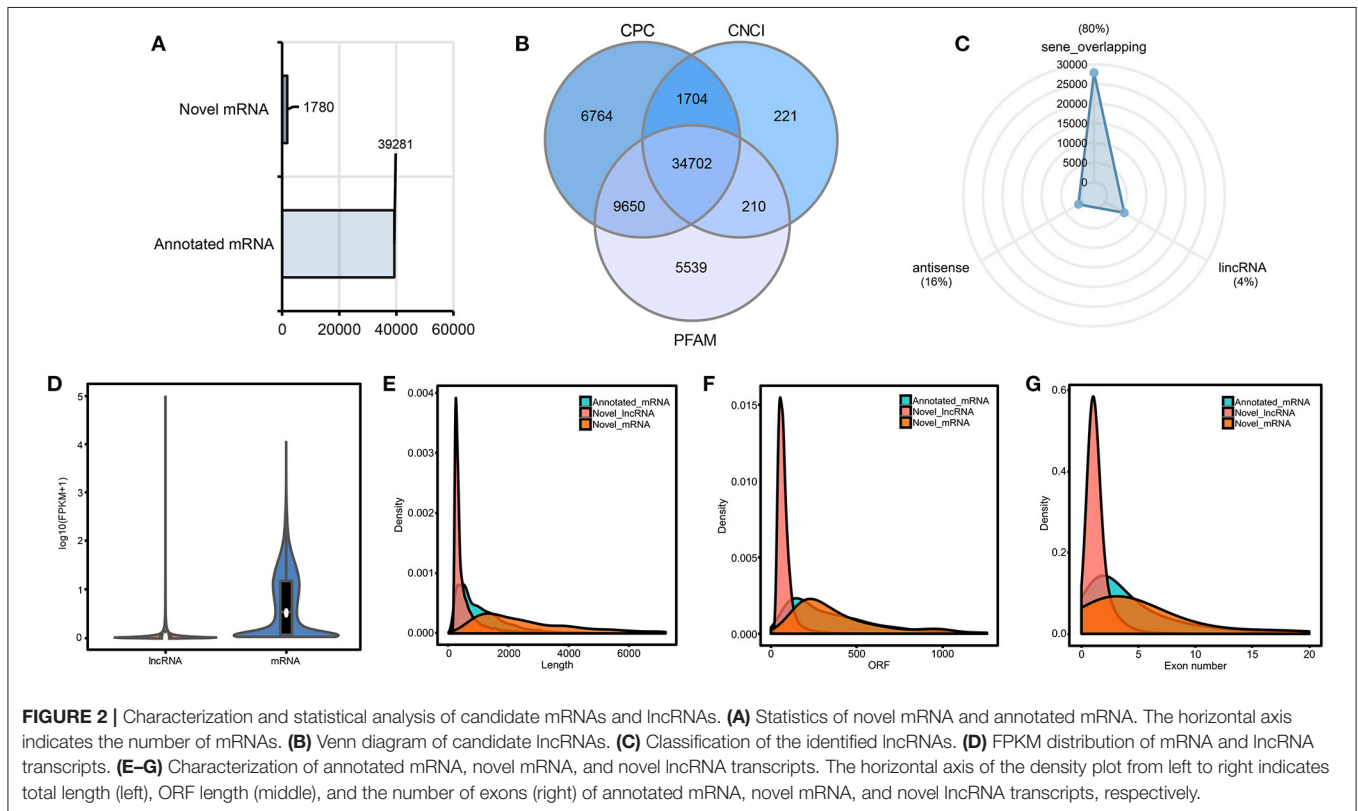 A
Novel mRNA
1780
39281
Annotated mRNA
0
20000
40000
60000
B
CPC
CNCI
6764
1704
221
34702
9650
210
5539
PFAM
C
(80%)
sene_overlapping
30000
25000
20000
15000
10000
5000
0
antisense
(16%)
lincRNA
(4%)
D
log10(FPKM+1)
5
4
3
2
1
0
lncRNA
mRNA
E
Density
0.004
0.003
0.002
0.001
0.000
Annotated_mRNA
Novel_lncRNA
Novel_mRNA
0
2000
4000
6000
Length
F
Density
0.015
0.010
0.005
0.000
Annotated_mRNA
Novel_lncRNA
Novel_mRNA
0
500
1000
ORF
G
Density
0.6
0.4
0.2
0.0
Annotated_mRNA
Novel_lncRNA
Novel_mRNA
0
5
10
15
20
Exon number
FIGURE 2 | Characterization and statistical analysis of candidate mRNAs and lncRNAs. (A) Statistics of novel mRNA and annotated mRNA. The horizontal axis
indicates the number of mRNAs. (B) Venn diagram of candidate lncRNAs. (C) Classification of the identified lncRNAs. (D) FPKM distribution of mRNA and lncRNA
transcripts. (E–G) Characterization of annotated mRNA, novel mRNA, and novel lncRNA transcripts. The horizontal axis of the density plot from left to right indicates
total length (left), ORF length (middle), and the number of exons (right) of annotated mRNA, novel mRNA, and novel lncRNA transcripts, respectively.